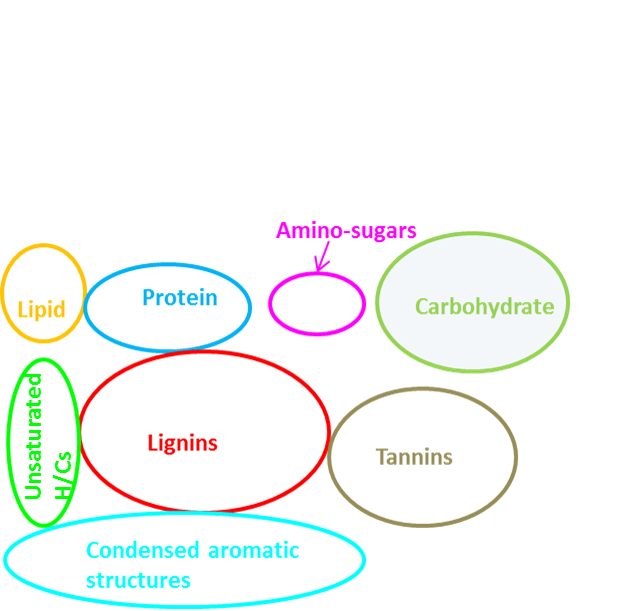 Amino-sugars
Lipid
Protein
Carbohydrate
Unsaturated
H/Cs
Lignins
Tannins
Condensed aromatic
structures